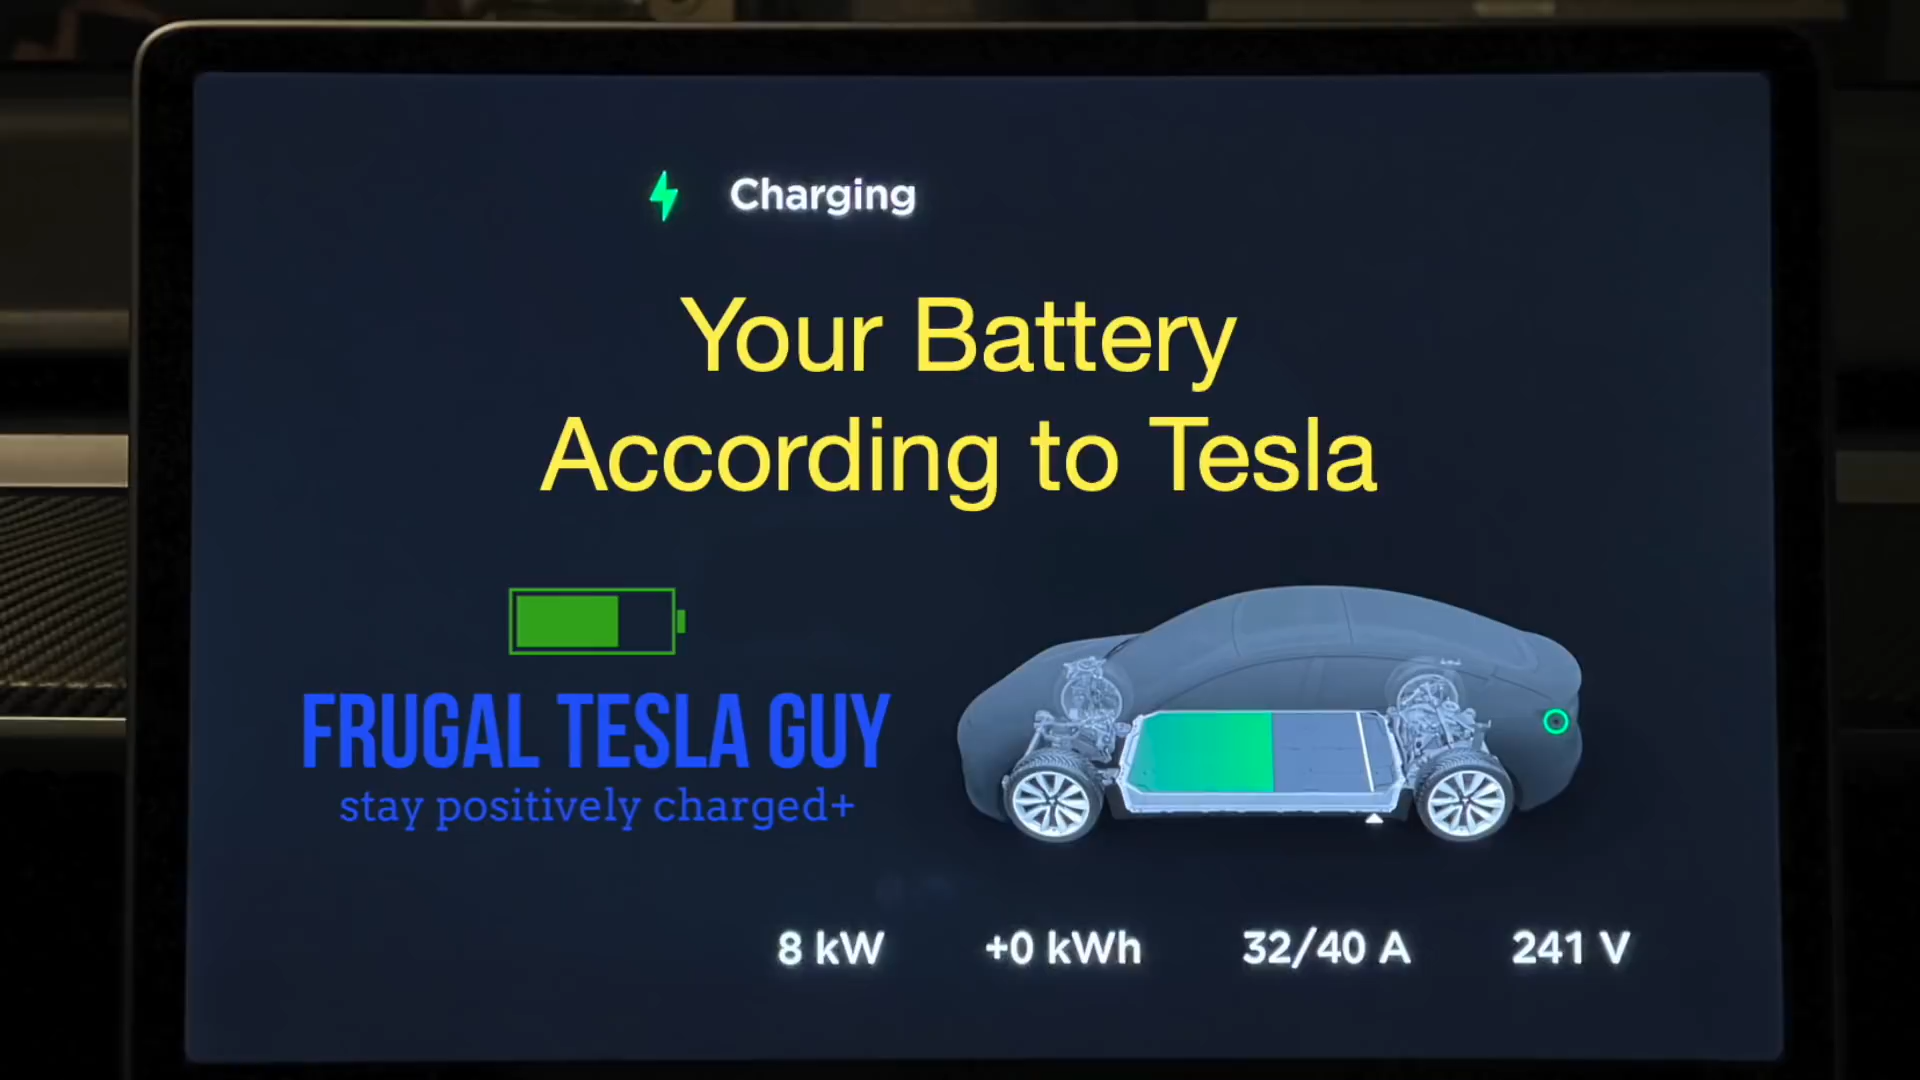 Charging
Your Battery
According to Tesla
FRUGAL TESLA GUY
stay positively charged+
8 kW +0 kWh 32/40 A 241 V